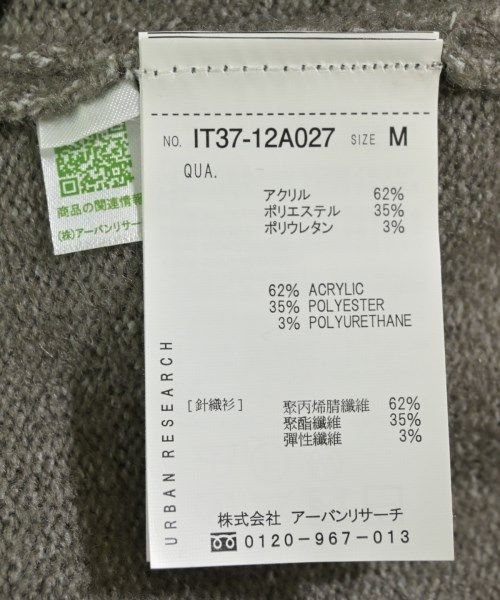 NO. IT37-12A027 SIZE M
QUA.
アクリル 62%
ポリエステル 35%
ポリウレタン 3%
62% ACRYLIC
35% POLYESTER
3% POLYURETHANE
[針織衫] 聚丙烯腈纖維 62%
聚酯纖維 35%
彈性纖維 3%
URBAN RESEARCH
株式会社 アーバンリサーチ
0120-967-013
商品の関連情報
(株)アーバンリサーチ